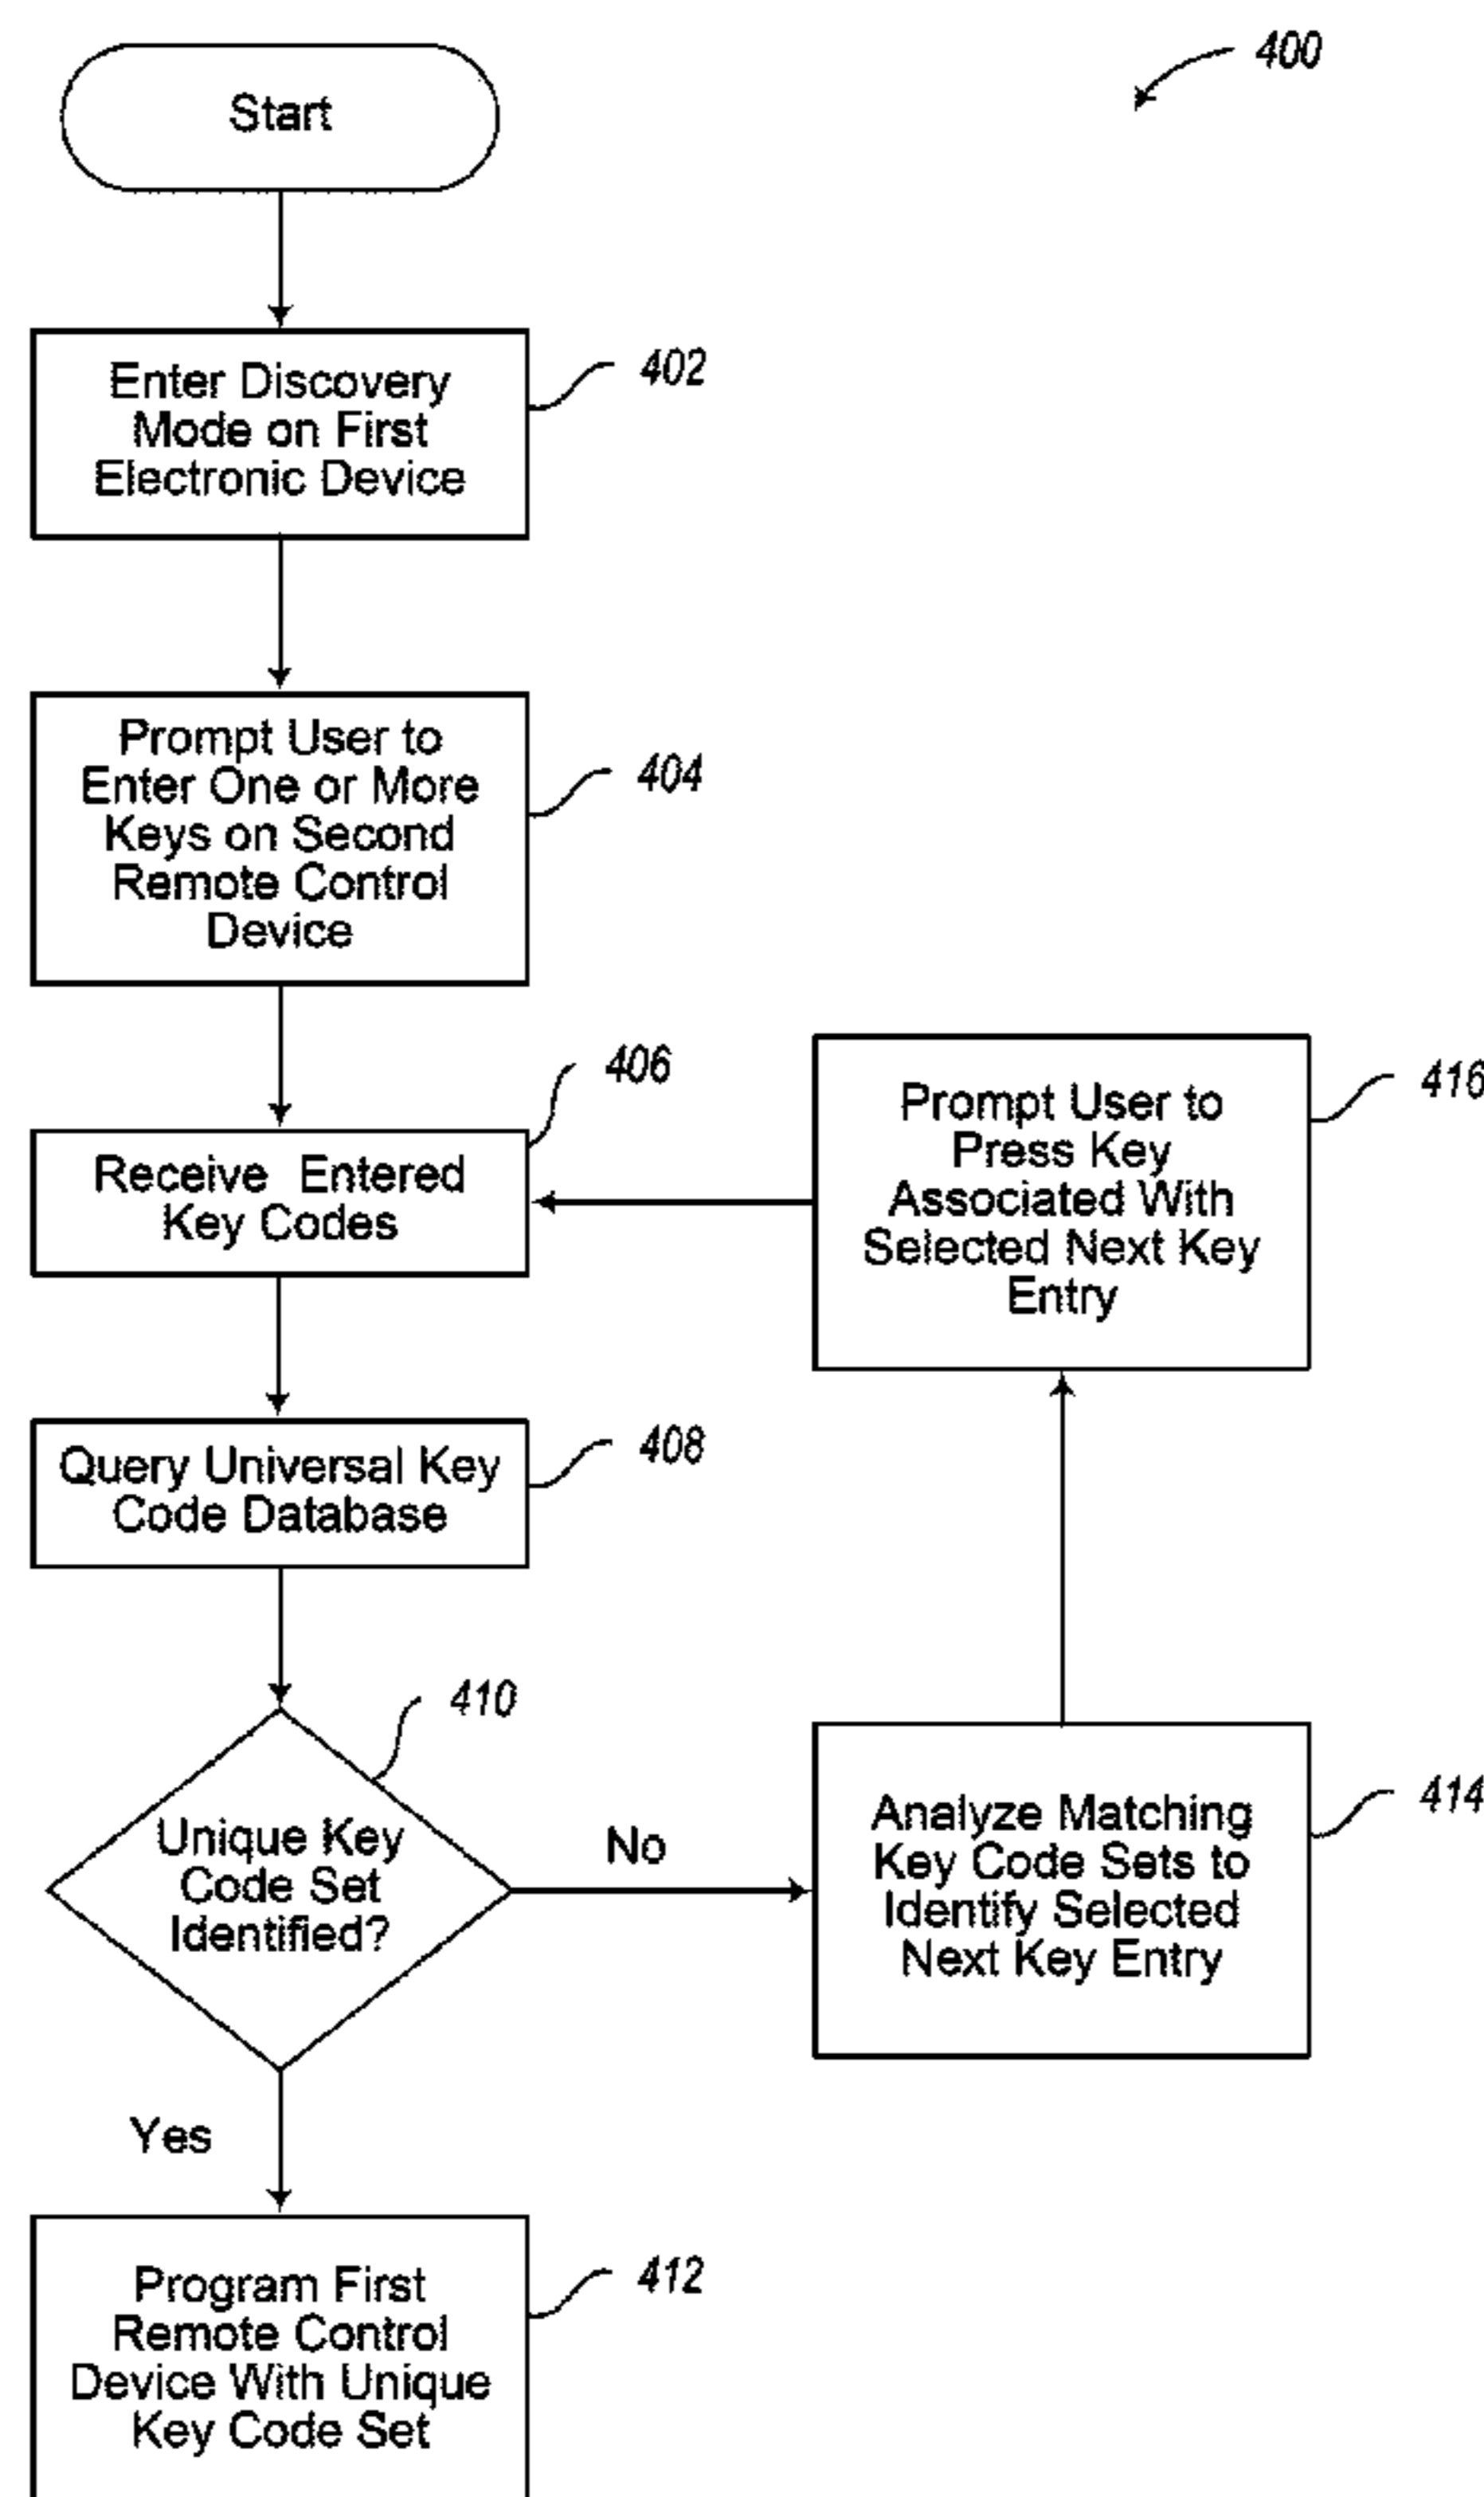 400
Start
Enter Discovery
Mode on First
Electronic Device
402
Prompt User to
Enter One or More
Keys on Second
Remote Control
Device
404
Receive Entered
Key Codes
406
Prompt User to
Press Key
Associated With
Selected Next Key
Entry
416
Query Universal Key
Code Database
408
Unique Key
Code Set
Identified?
410
No
Analyze Matching
Key Code Sets to
Identify Selected
Next Key Entry
414
Yes
Program First
Remote Control
Device With Unique
Key Code Set
412